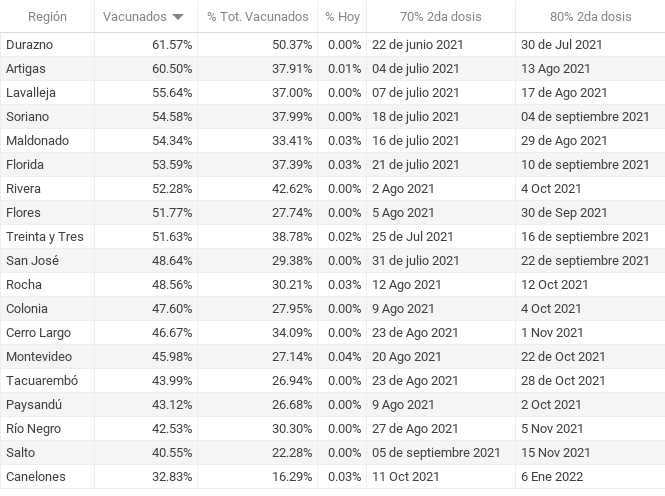 Región Vacunados % Tot. Vacunados % Hoy 70% 2da dosis 80% 2da dosis
Durazno 61.57% 50.37% 0.00% 22 de junio 2021 30 de Jul 2021
Artigas 60.50% 37.91% 0.01% 04 de julio 2021 13 Ago 2021
Lavalleja 55.64% 37.00% 0.00% 07 de julio 2021 17 de Ago 2021
Soriano 54.58% 37.99% 0.00% 18 de julio 2021 04 de septiembre 2021
Maldonado 54.34% 33.41% 0.03% 16 de julio 2021 29 de Ago 2021
Florida 53.59% 37.39% 0.03% 21 de julio 2021 10 de septiembre 2021
Rivera 52.28% 42.62% 0.00% 2 Ago 2021 4 Oct 2021
Flores 51.77% 27.74% 0.00% 5 Ago 2021 30 de Sep 2021
Treinta y Tres 51.63% 38.78% 0.02% 25 de Jul 2021 16 de septiembre 2021
San José 48.64% 29.38% 0.00% 31 de julio 2021 22 de septiembre 2021
Rocha 48.56% 30.21% 0.03% 12 Ago 2021 12 Oct 2021
Colonia 47.60% 27.95% 0.00% 9 Ago 2021 4 Oct 2021
Cerro Largo 46.67% 34.09% 0.00% 23 de Ago 2021 1 Nov 2021
Montevideo 45.98% 27.14% 0.04% 20 Ago 2021 22 de Oct 2021
Tacuarembó 43.99% 26.94% 0.00% 23 de Ago 2021 28 de Oct 2021
Paysandú 43.12% 26.68% 0.00% 9 Ago 2021 2 Oct 2021
Río Negro 42.53% 30.30% 0.00% 27 de Ago 2021 5 Nov 2021
Salto 40.55% 22.28% 0.00% 05 de septiembre 2021 15 Nov 2021
Canelones 32.83% 16.29% 0.03% 11 Oct 2021 6 Ene 2022